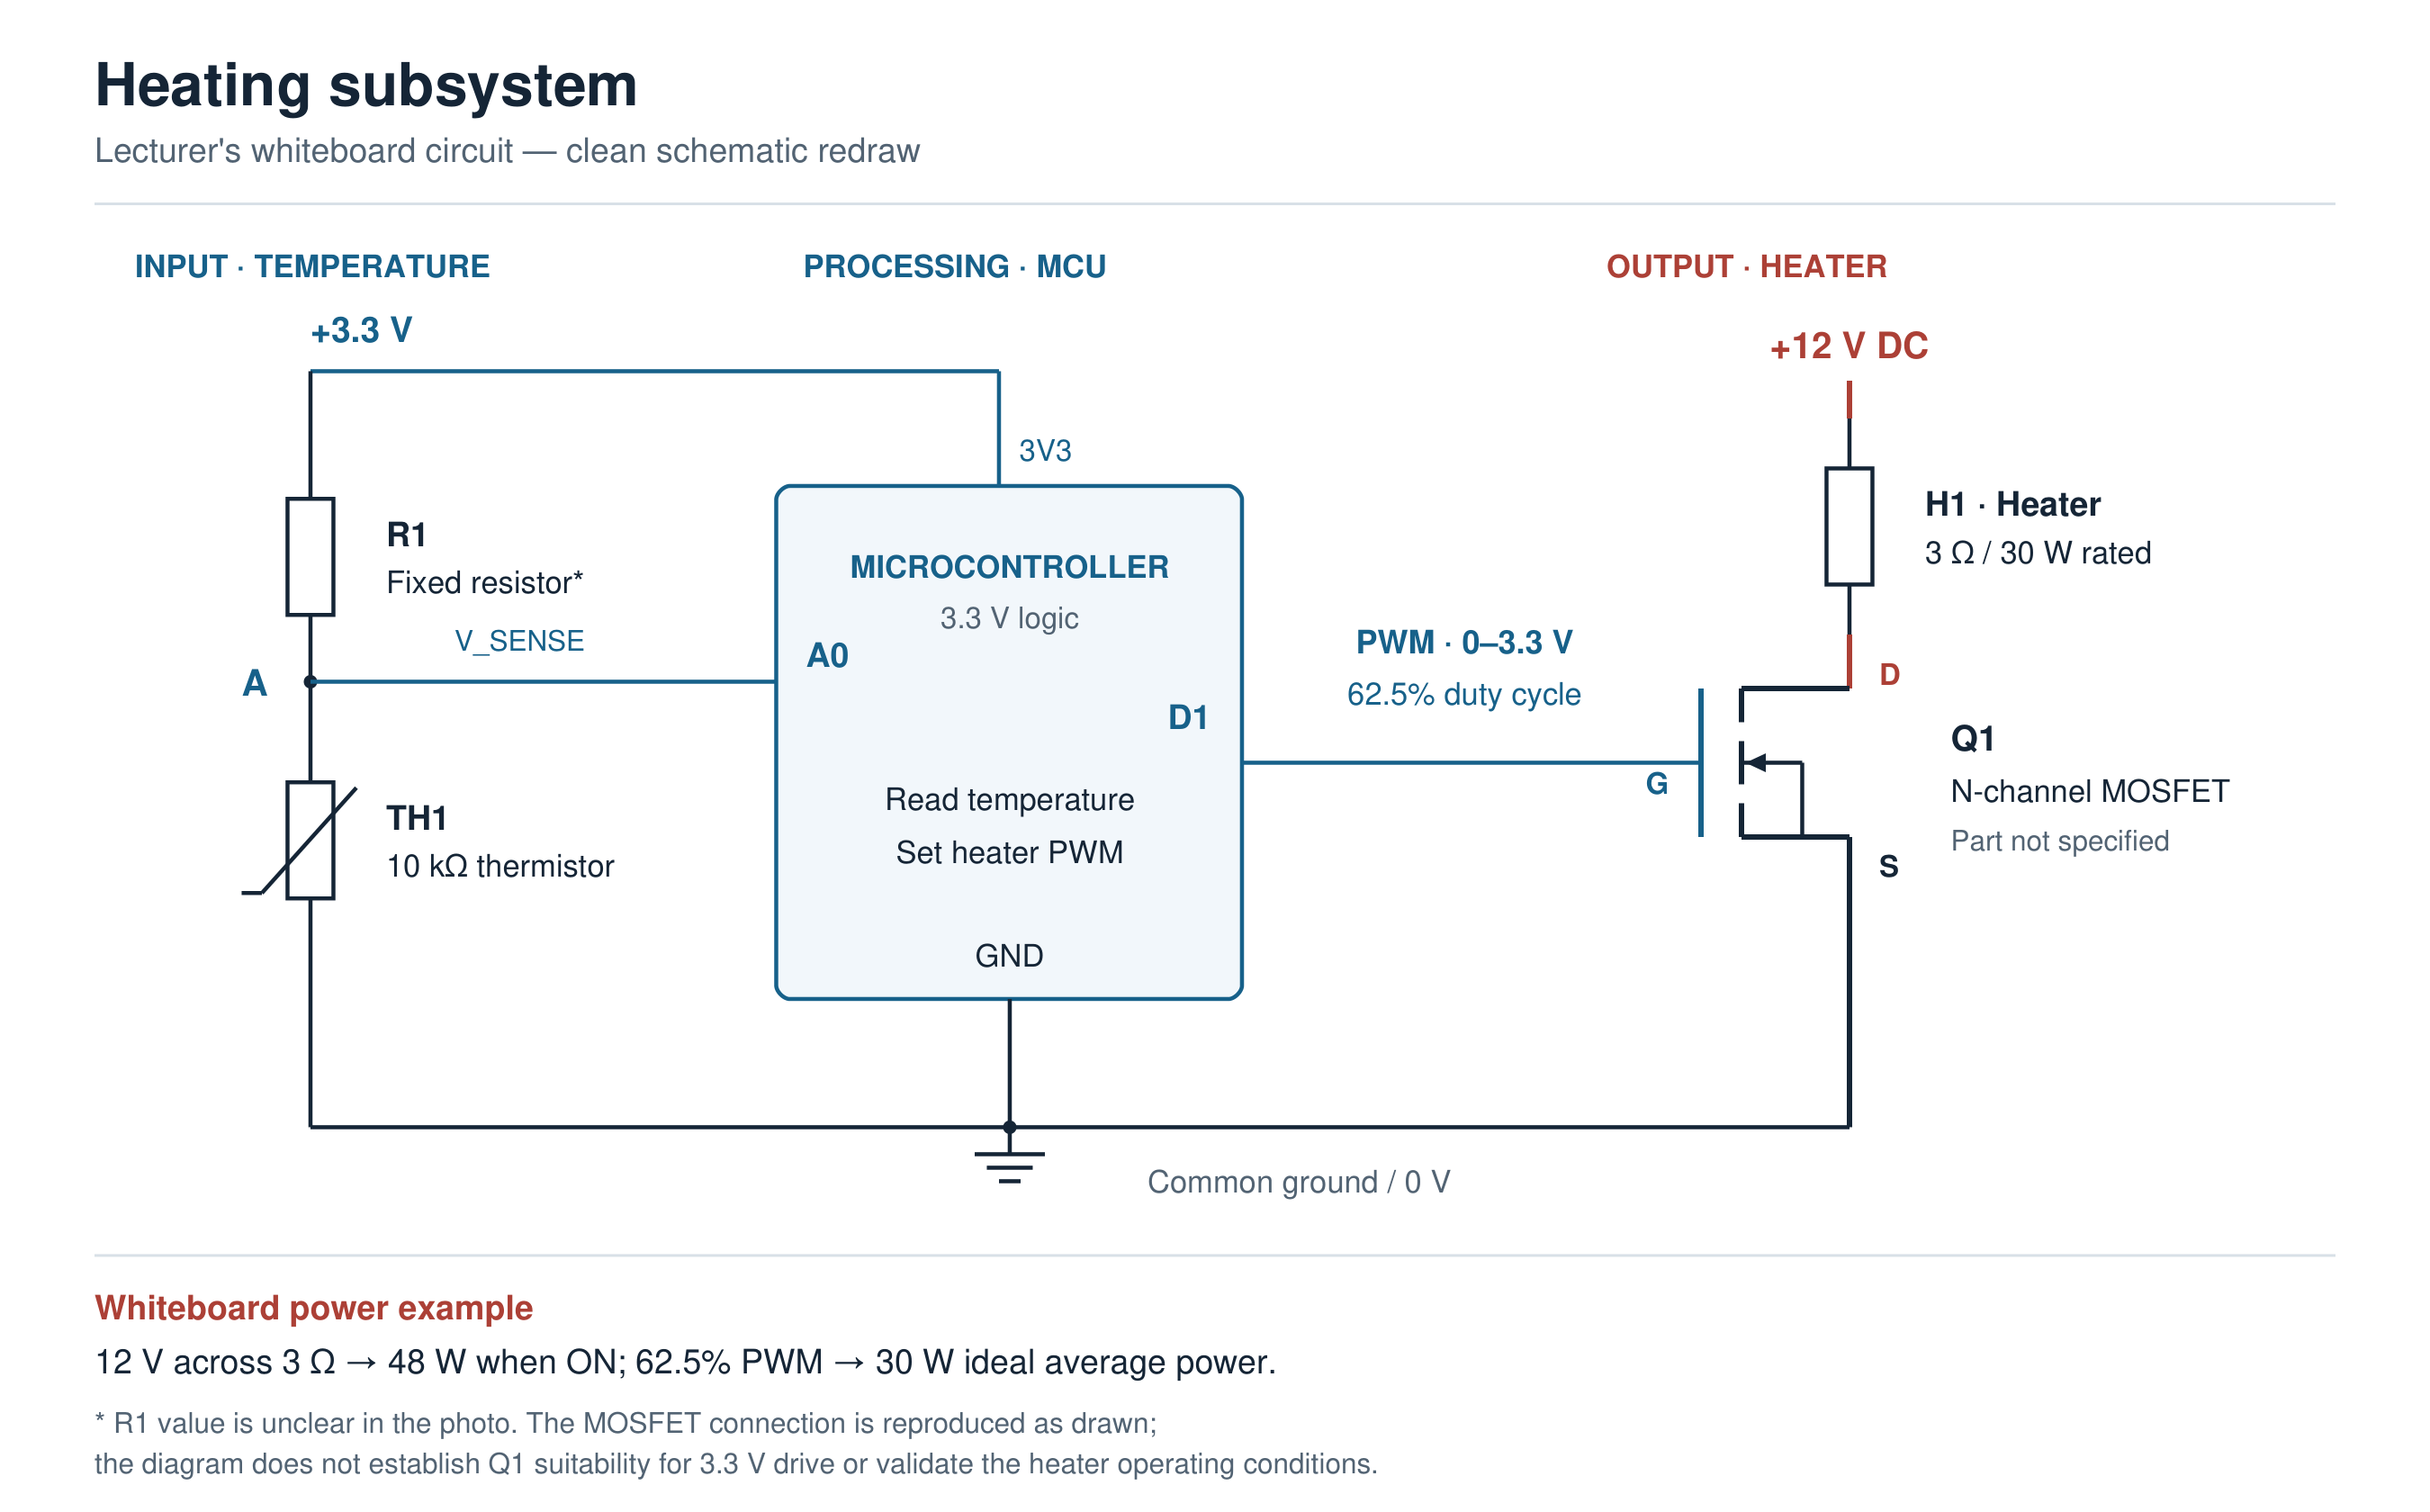 Heating subsystem
Lecturer's whiteboard circuit — clean schematic redraw
INPUT · TEMPERATURE
PROCESSING · MCU
OUTPUT · HEATER
+3.3 V
+12 V DC
3V3
R1
Fixed resistor*
V_SENSE
A
TH1
10 kΩ thermistor
MICROCONTROLLER
3.3 V logic
A0
D1
Read temperature
Set heater PWM
GND
PWM · 0–3.3 V
62.5% duty cycle
G
H1 · Heater
3 Ω / 30 W rated
D
Q1
N-channel MOSFET
Part not specified
S
Common ground / 0 V
Whiteboard power example
12 V across 3 Ω → 48 W when ON; 62.5% PWM → 30 W ideal average power.
* R1 value is unclear in the photo. The MOSFET connection is reproduced as drawn;
the diagram does not establish Q1 suitability for 3.3 V drive or validate the heater operating conditions.